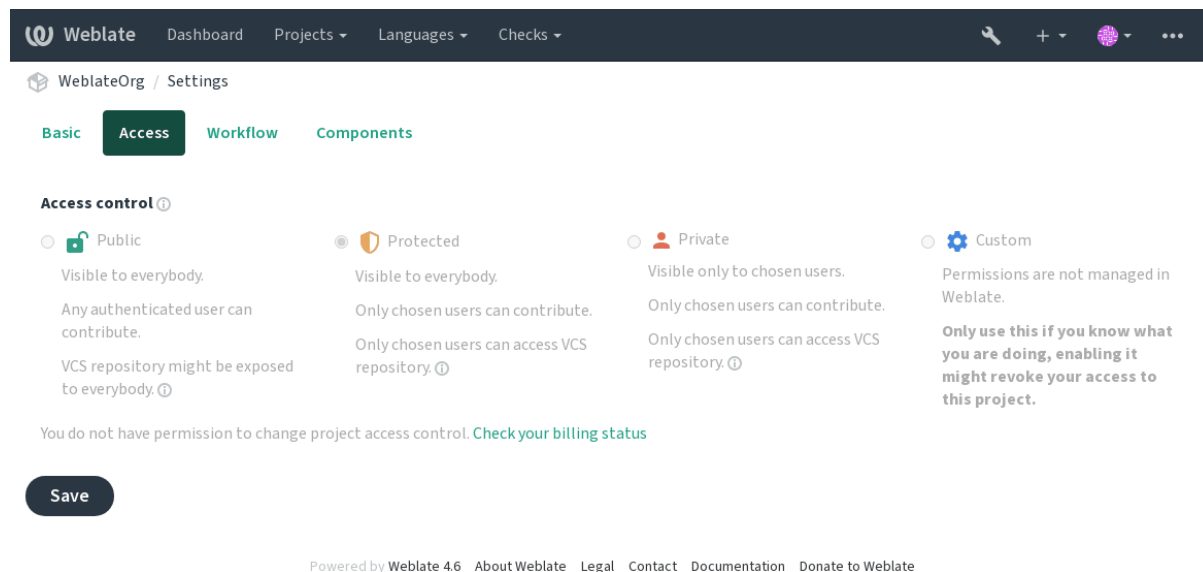 Weblate Dashboard Projects Languages Checks
WeblateOrg / Settings
Basic Access Workflow Components
Access control
Public
Visible to everybody.
Any authenticated user can
contribute.
VCS repository might be exposed
to everybody.
Protected
Visible to everybody.
Only chosen users can contribute.
Only chosen users can access VCS
repository.
Private
Visible only to chosen users.
Only chosen users can contribute.
Only chosen users can access VCS
repository.
Custom
Permissions are not managed in
Weblate.
Only use this if you know what
you are doing, enabling it
might revoke your access to
this project.
You do not have permission to change project access control. Check your billing status
Save
Powered by Weblate 4.6 About Weblate Legal Contact Documentation Donate to Weblate